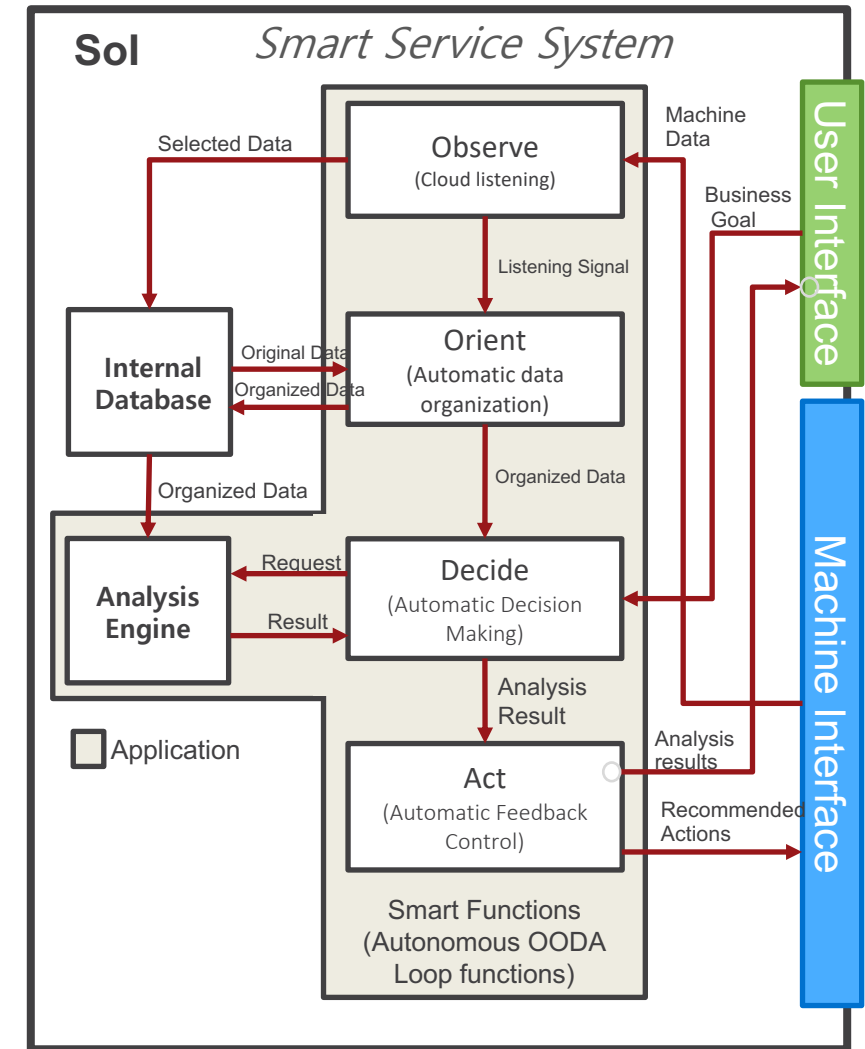 Sol
Smart Service System
Observe
(Cloud listening)
Selected Data
Machine
Data
User Interface
Business
Goal
Listening Signal
Internal
Database
Original Data
Organized Data
Orient
(Automatic data
organization)
Organized Data
Organized Data
Machine Interface
Analysis
Engine
Request
Result
Decide
(Automatic Decision
Making)
Analysis
Result
Application
Act
(Automatic Feedback
Control)
Analysis
results
Recommended
Actions
Smart Functions
(Autonomous OODA
Loop functions)